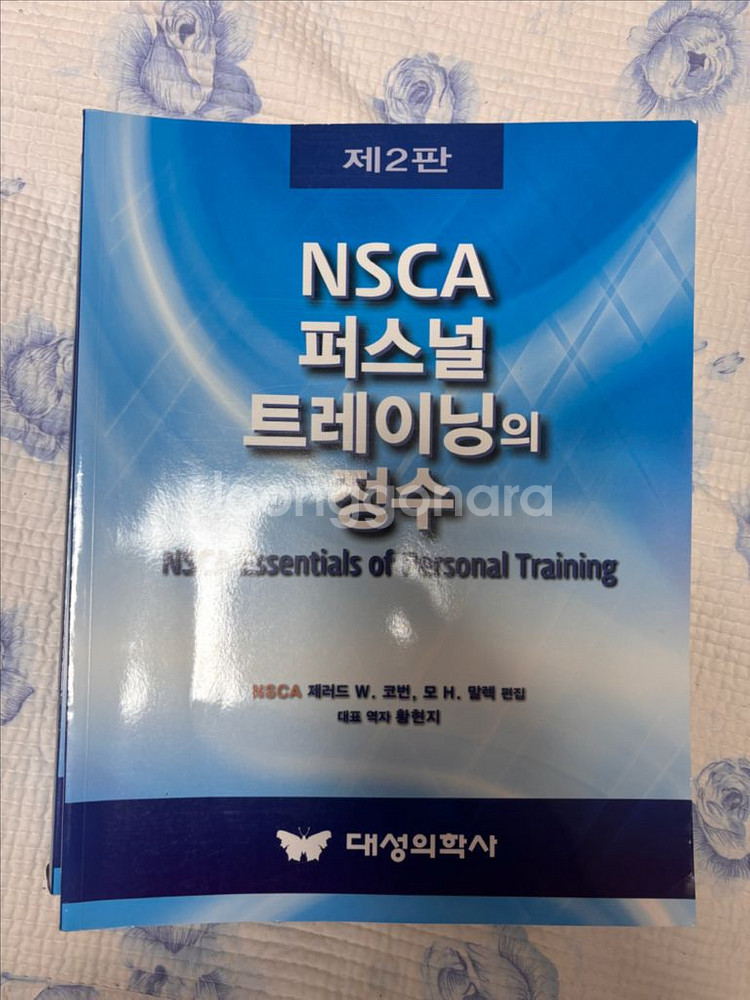 제2판
NSCA
퍼스널
트레이닝의
정수
Joonggonara
NSCA Essentials of Personal Training
NSCA 제러드 W. 코번, 모 H. 말렉 편집
대표 역자 황현지
대성의학사